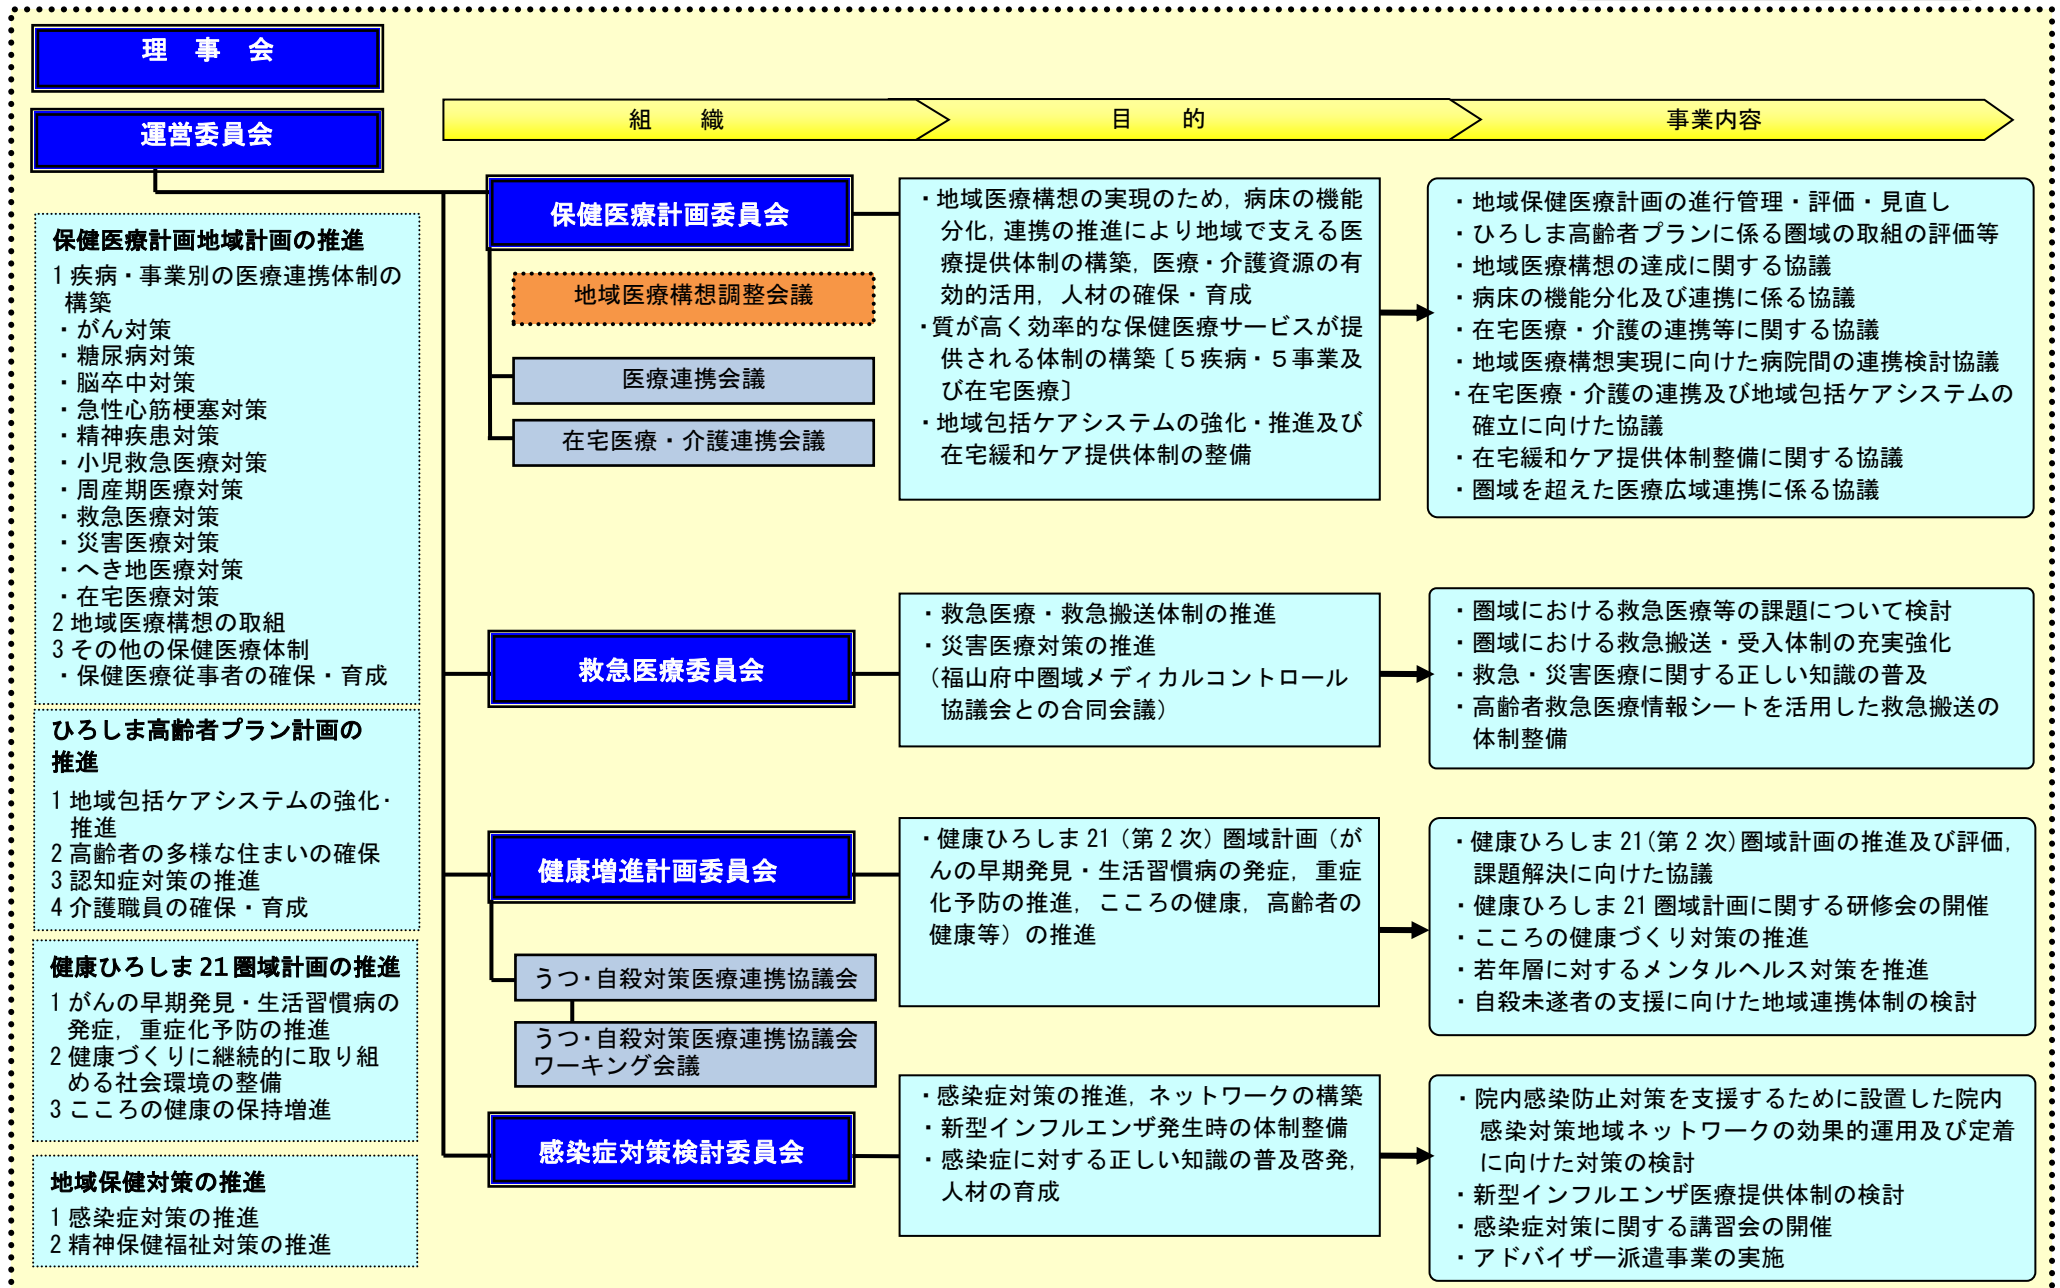 理 事 会
運営委員会
組 織
目 的
事業内容
保健医療計画地域計画の推進
1 疾病・事業別の医療連携体制の
構築
・がん対策
・糖尿病対策
・脳卒中対策
・急性心筋梗塞対策
・精神疾患対策
・小児救急医療対策
・周産期医療対策
・救急医療対策
・災害医療対策
・へき地医療対策
・在宅医療対策
2 地域医療構想の取組
3 その他の保健医療体制
・保健医療従事者の確保・育成
ひろしま高齢者プラン計画の
推進
1 地域包括ケアシステムの強化・
推進
2 高齢者の多様な住まいの確保
3 認知症対策の推進
4 介護職員の確保・育成
健康ひろしま21圏域計画の推進
1 がんの早期発見・生活習慣病の
発症，重症化予防の推進
2 健康づくりに継続的に取り組
める社会環境の整備
3 こころの健康の保持増進
地域保健対策の推進
1 感染症対策の推進
2 精神保健福祉対策の推進
保健医療計画委員会
地域医療構想調整会議
医療連携会議
在宅医療・介護連携会議
・地域医療構想の実現のため，病床の機能
分化，連携の推進により地域で支える医
療提供体制の構築，医療・介護資源の有
効的活用，人材の確保・育成
・質が高く効率的な保健医療サービスが提
供される体制の構築〔５疾病・５事業及
び在宅医療〕
・地域包括ケアシステムの強化・推進及び
在宅緩和ケア提供体制の整備
・地域保健医療計画の進行管理・評価・見直し
・ひろしま高齢者プランに係る圏域の取組の評価等
・地域医療構想の達成に関する協議
・病床の機能分化及び連携に係る協議
・在宅医療・介護の連携等に関する協議
・地域医療構想実現に向けた病院間の連携検討協議
・在宅医療・介護の連携及び地域包括ケアシステムの
確立に向けた協議
・在宅緩和ケア提供体制整備に関する協議
・圏域を超えた医療広域連携に係る協議
救急医療委員会
・救急医療・救急搬送体制の推進
・災害医療対策の推進
（福山府中圏域メディカルコントロール
協議会との合同会議）
・圏域における救急医療等の課題について検討
・圏域における救急搬送・受入体制の充実強化
・救急・災害医療に関する正しい知識の普及
・高齢者救急医療情報シートを活用した救急搬送の
体制整備
健康増進計画委員会
うつ・自殺対策医療連携協議会
うつ・自殺対策医療連携協議会
ワーキング会議
・健康ひろしま21（第2次）圏域計画（が
んの早期発見・生活習慣病の発症，重症
化予防の推進，こころの健康，高齢者の
健康等）の推進
・健康ひろしま21(第2次)圏域計画の推進及び評価，
課題解決に向けた協議
・健康ひろしま21圏域計画に関する研修会の開催
・こころの健康づくり対策の推進
・若年層に対するメンタルヘルス対策を推進
・自殺未遂者の支援に向けた地域連携体制の検討
感染症対策検討委員会
・感染症対策の推進，ネットワークの構築
・新型インフルエンザ発生時の体制整備
・感染症に対する正しい知識の普及啓発，
人材の育成
・院内感染防止対策を支援するために設置した院内
感染対策地域ネットワークの効果的運用及び定着
に向けた対策の検討
・新型インフルエンザ医療提供体制の検討
・感染症対策に関する講習会の開催
・アドバイザー派遣事業の実施